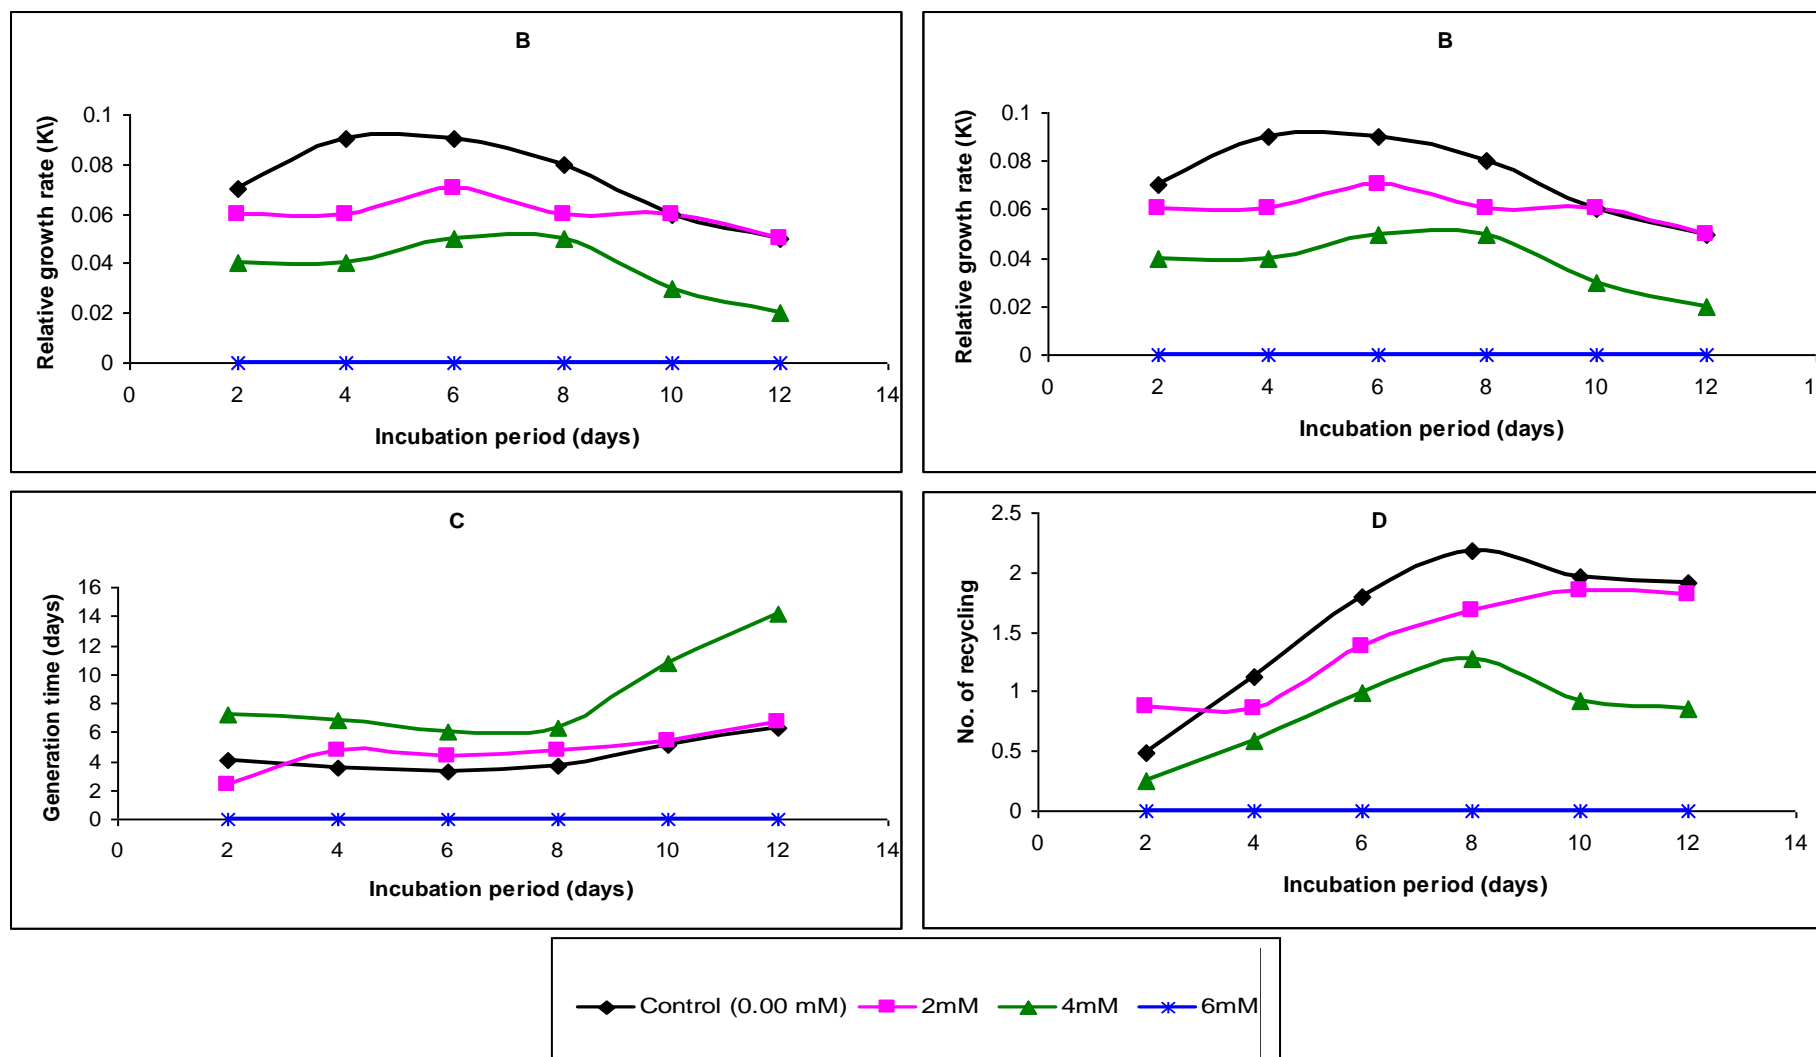 B
0.1
0.08
0.06
0.04
0.02
0
0 2 4 6 8 10 12 14
Relative growth rate (K\)
Incubation period (days)
B
0.1
0.08
0.06
0.04
0.02
0
0 2 4 6 8 10 12 1
Relative growth rate (K\)
Incubation period (days)
C
16
14
12
10
8
6
4
2
0
0 2 4 6 8 10 12 14
Generation time (days)
Incubation period (days)
D
2.5
2
1.5
1
0.5
0
0 2 4 6 8 10 12 14
No. of recycling
Incubation period (days)
Control (0.00 mM) 2mM 4mM 6mM